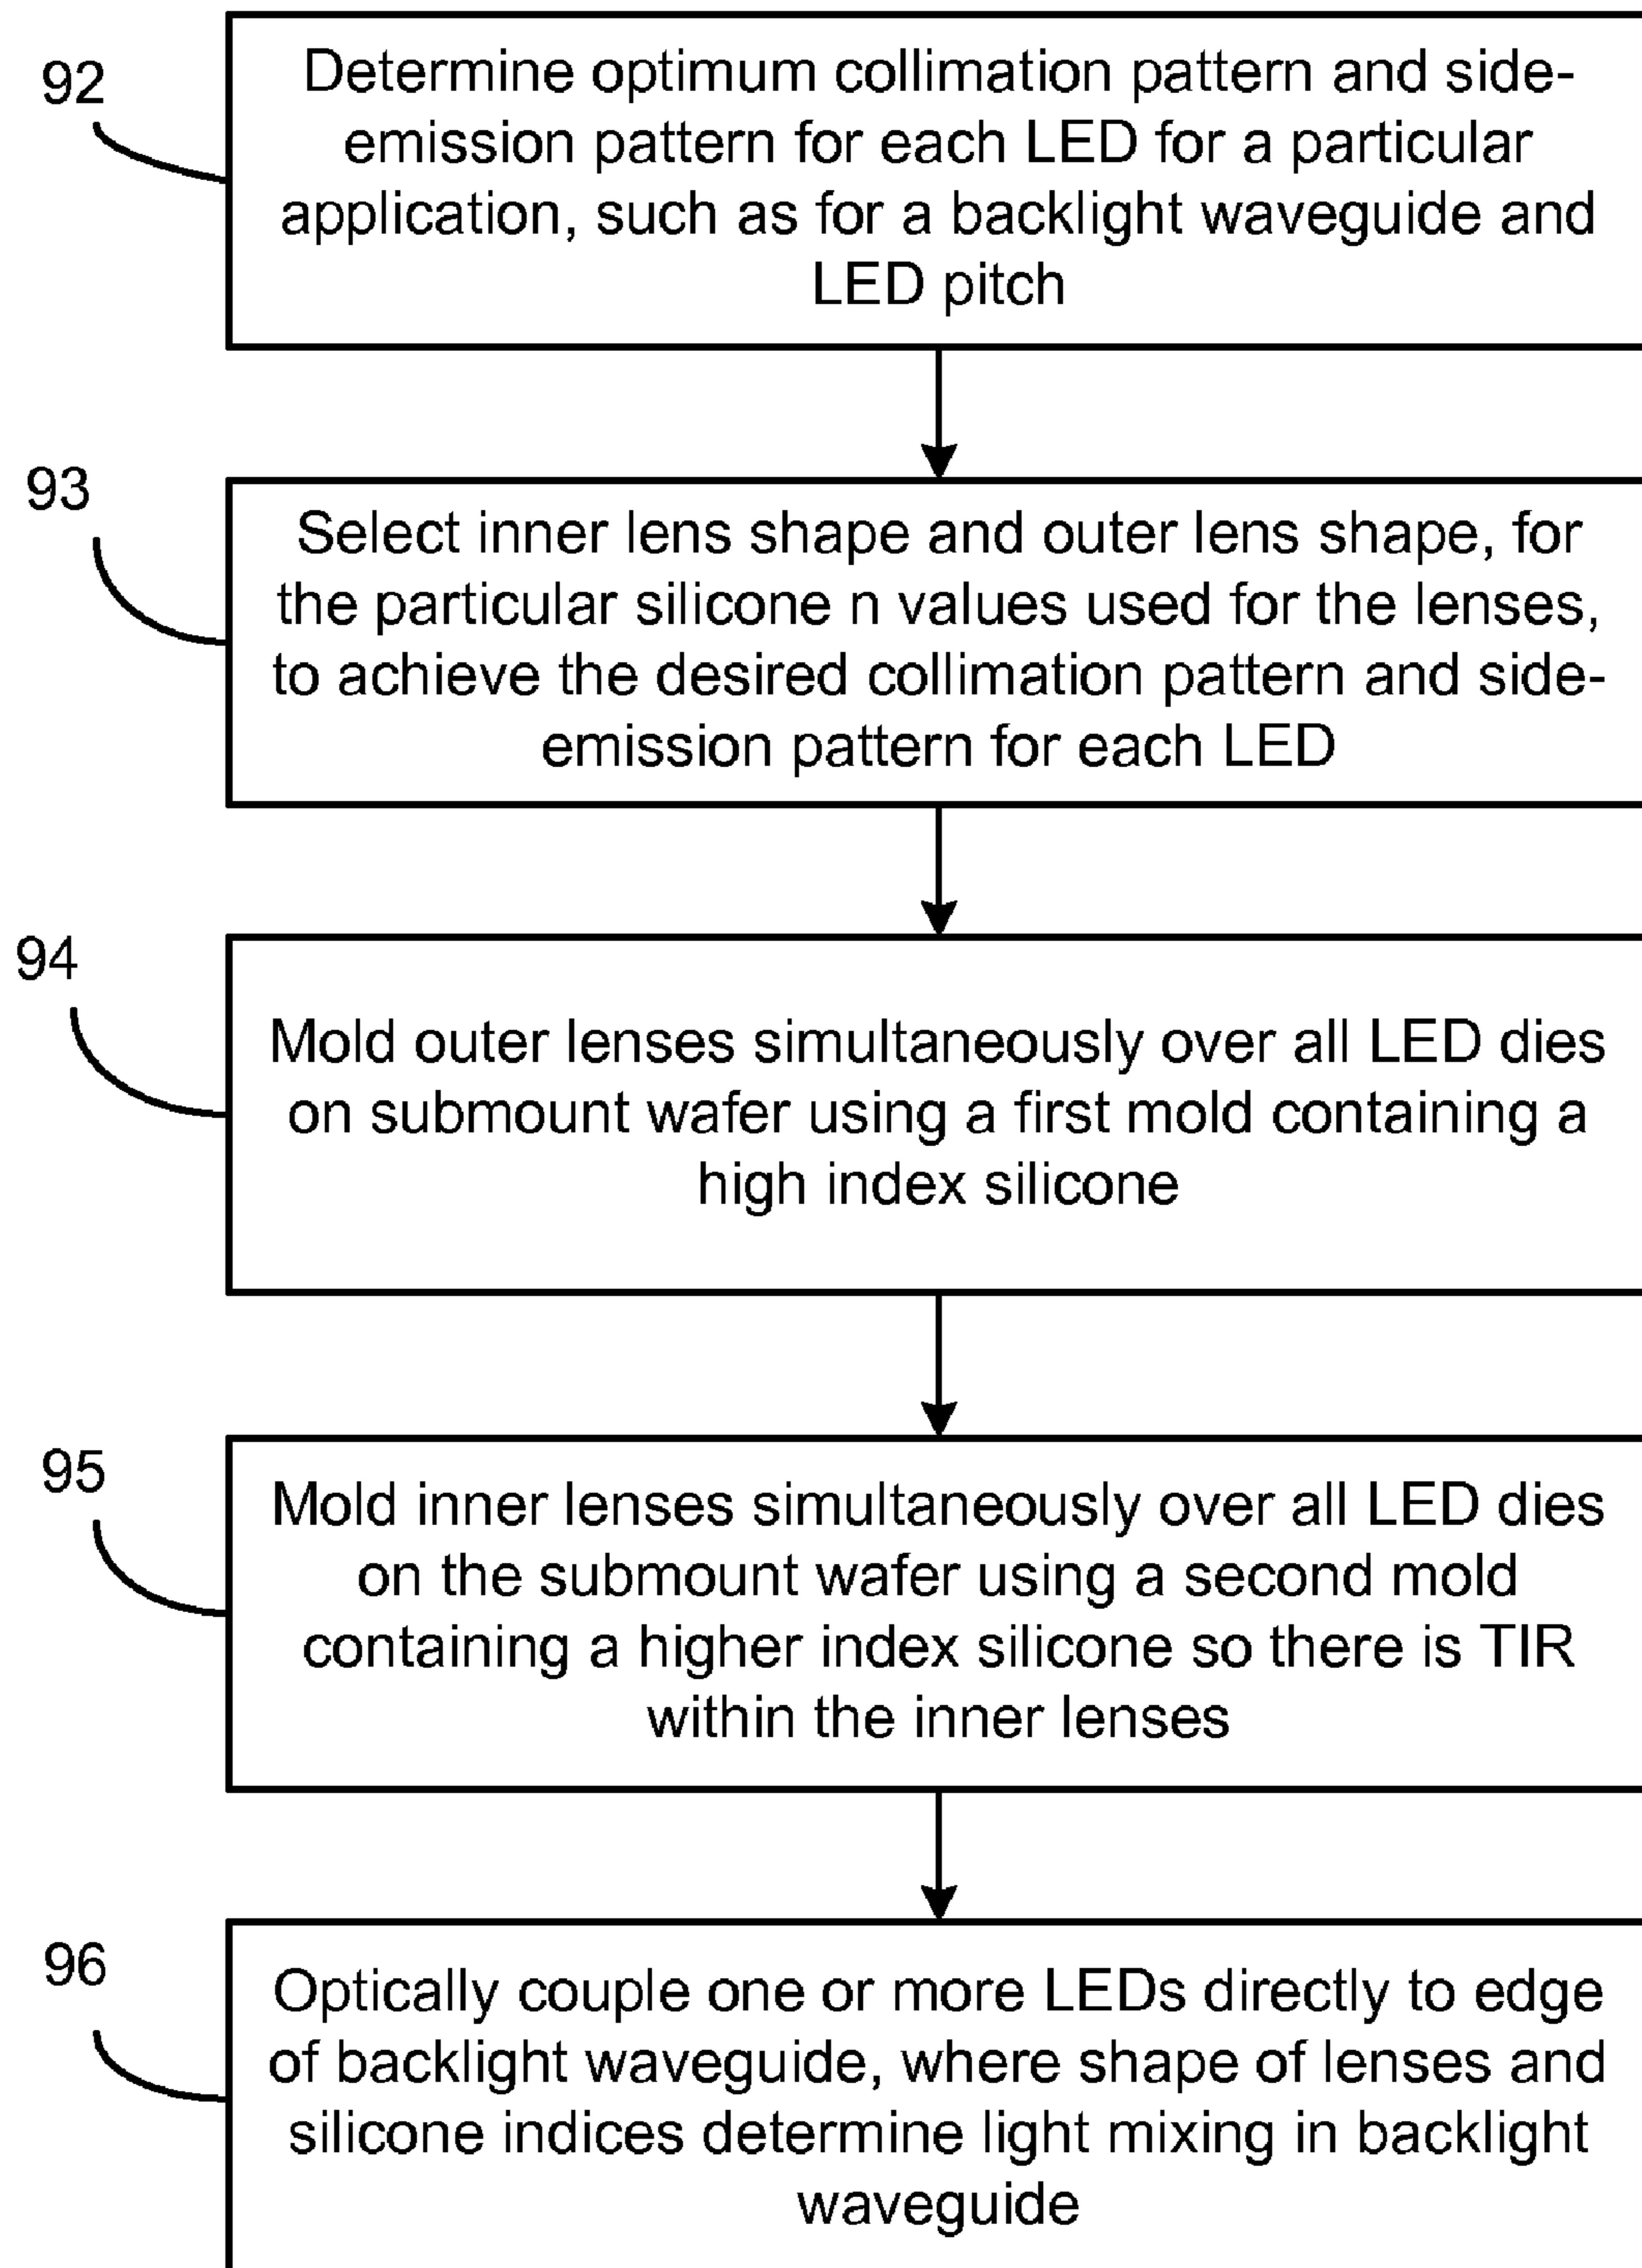 92
Determine optimum collimation pattern and side-
emission pattern for each LED for a particular
application, such as for a backlight waveguide and
LED pitch
93
Select inner lens shape and outer lens shape, for
the particular silicone n values used for the lenses,
to achieve the desired collimation pattern and side-
emission pattern for each LED
94
Mold outer lenses simultaneously over all LED dies
on submount wafer using a first mold containing a
high index silicone
95
Mold inner lenses simultaneously over all LED dies
on the submount wafer using a second mold
containing a higher index silicone so there is TIR
within the inner lenses
96
Optically couple one or more LEDs directly to edge
of backlight waveguide, where shape of lenses and
silicone indices determine light mixing in backlight
waveguide